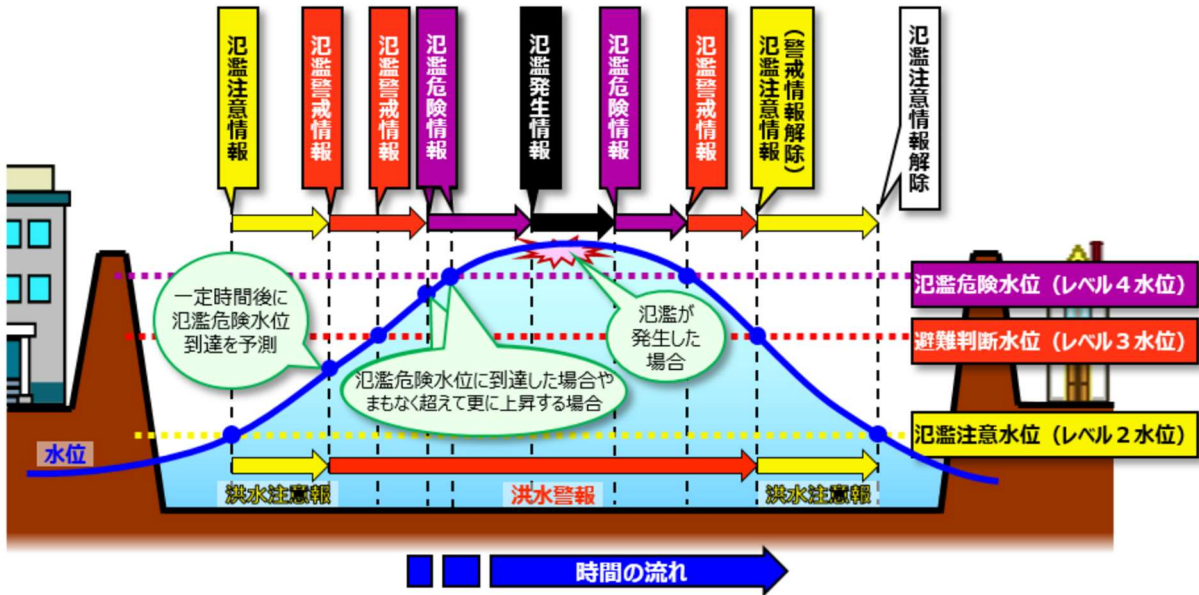 氾濫注意情報
氾濫警戒情報
氾濫警戒情報
氾濫危険情報
氾濫発生情報
氾濫危険情報
氾濫警戒情報
（警戒情報解除）
氾濫注意情報
氾濫注意情報解除
一定時間後に
氾濫危険水位
到達を予測
氾濫危険水位に到達した場合や
まもなく超えて更に上昇する場合
氾濫が
発生した
場合
氾濫危険水位（レベル４水位）
避難判断水位（レベル３水位）
氾濫注意水位（レベル２水位）
水位
洪水注意報
洪水警報
洪水注意報
時間の流れ